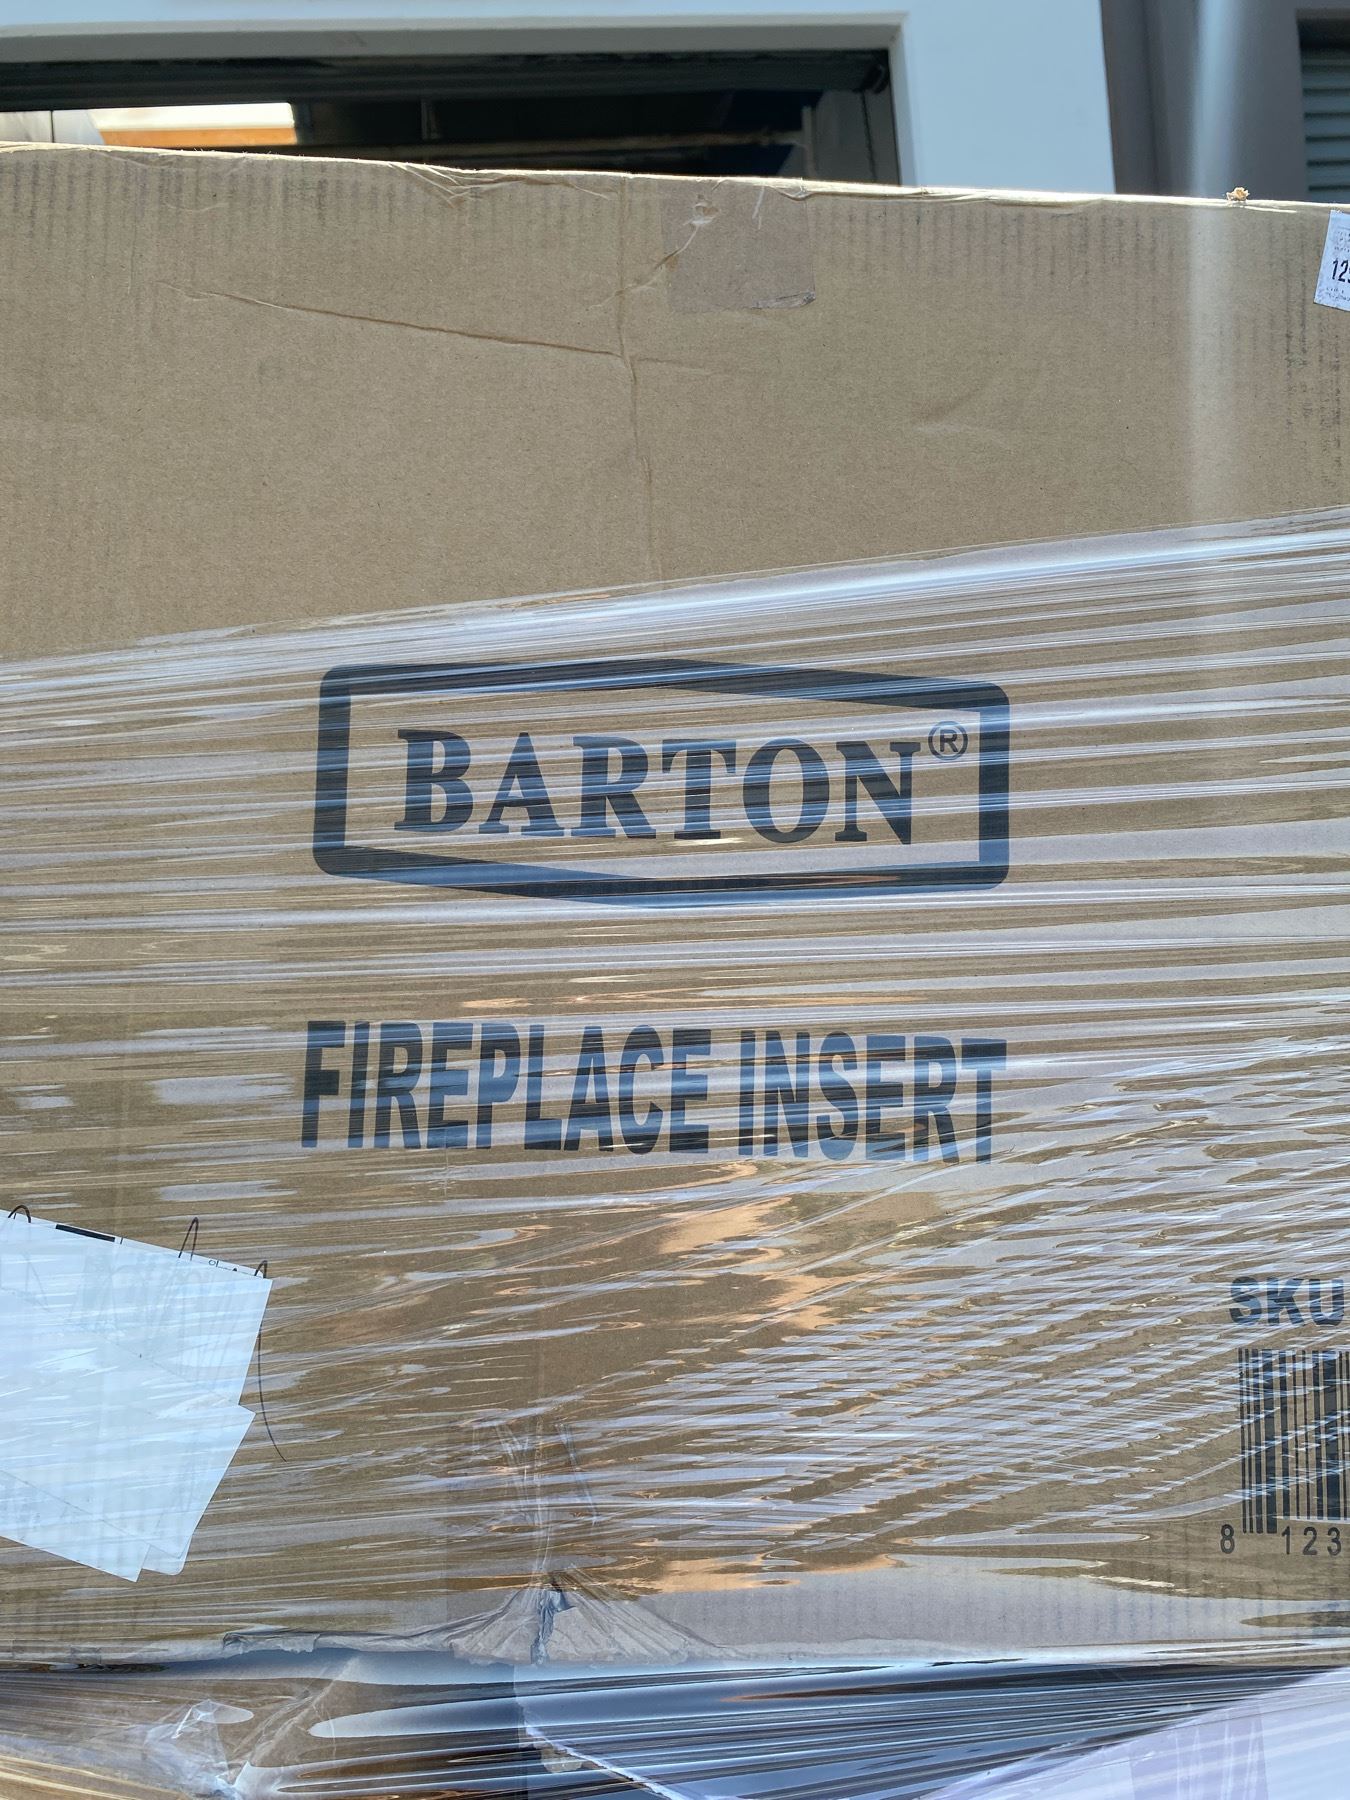 BARTON®
FIREPLACE INSERT
SKU
8 123